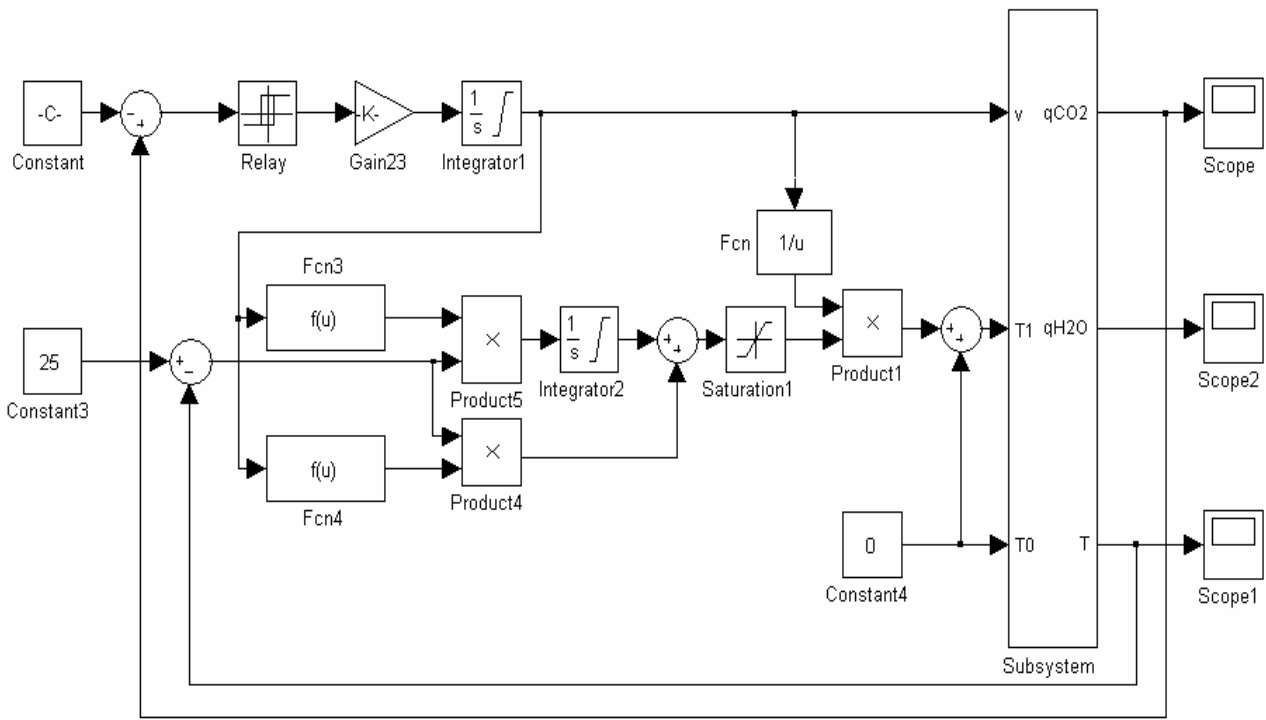 -C-
Constant
Relay
-K-
Gain23
1
s
Integrator1
v
qCO2
Scope
Fcn
1/u
Fcn3
f(u)
25
Constant3
×
Product5
1
s
Integrator2
Saturation1
×
Product1
T1
qH2O
Scope2
f(u)
Fcn4
×
Product4
0
Constant4
T0
T
Scope1
Subsystem